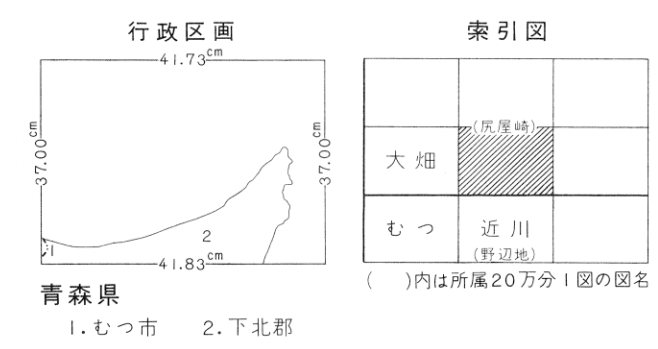 行政区画
41.73cm
37.00cm
37.00cm
1
2
41.83cm
青森県
1.むつ市 2.下北郡
索引図
(尻屋崎)
大畑
むつ 近川
(野辺地)
( )内は所属20万分1図の図名